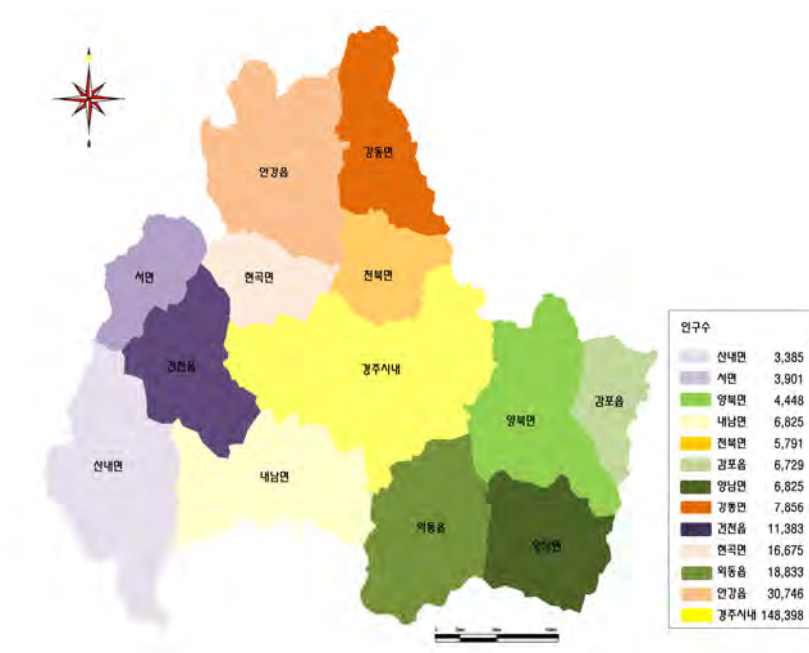 강동면
안강읍
서면
현곡면
천북면
건천읍
경주시내
감포읍
양북면
산내면
내남면
외동읍
양남면
인구수
산내면 3,385
서면 3,901
양북면 4,448
내남면 6,825
천북면 5,791
감포읍 6,729
양남면 6,825
강동면 7,856
건천읍 11,383
현곡면 16,675
외동읍 18,833
안강읍 30,746
경주시내 148,398